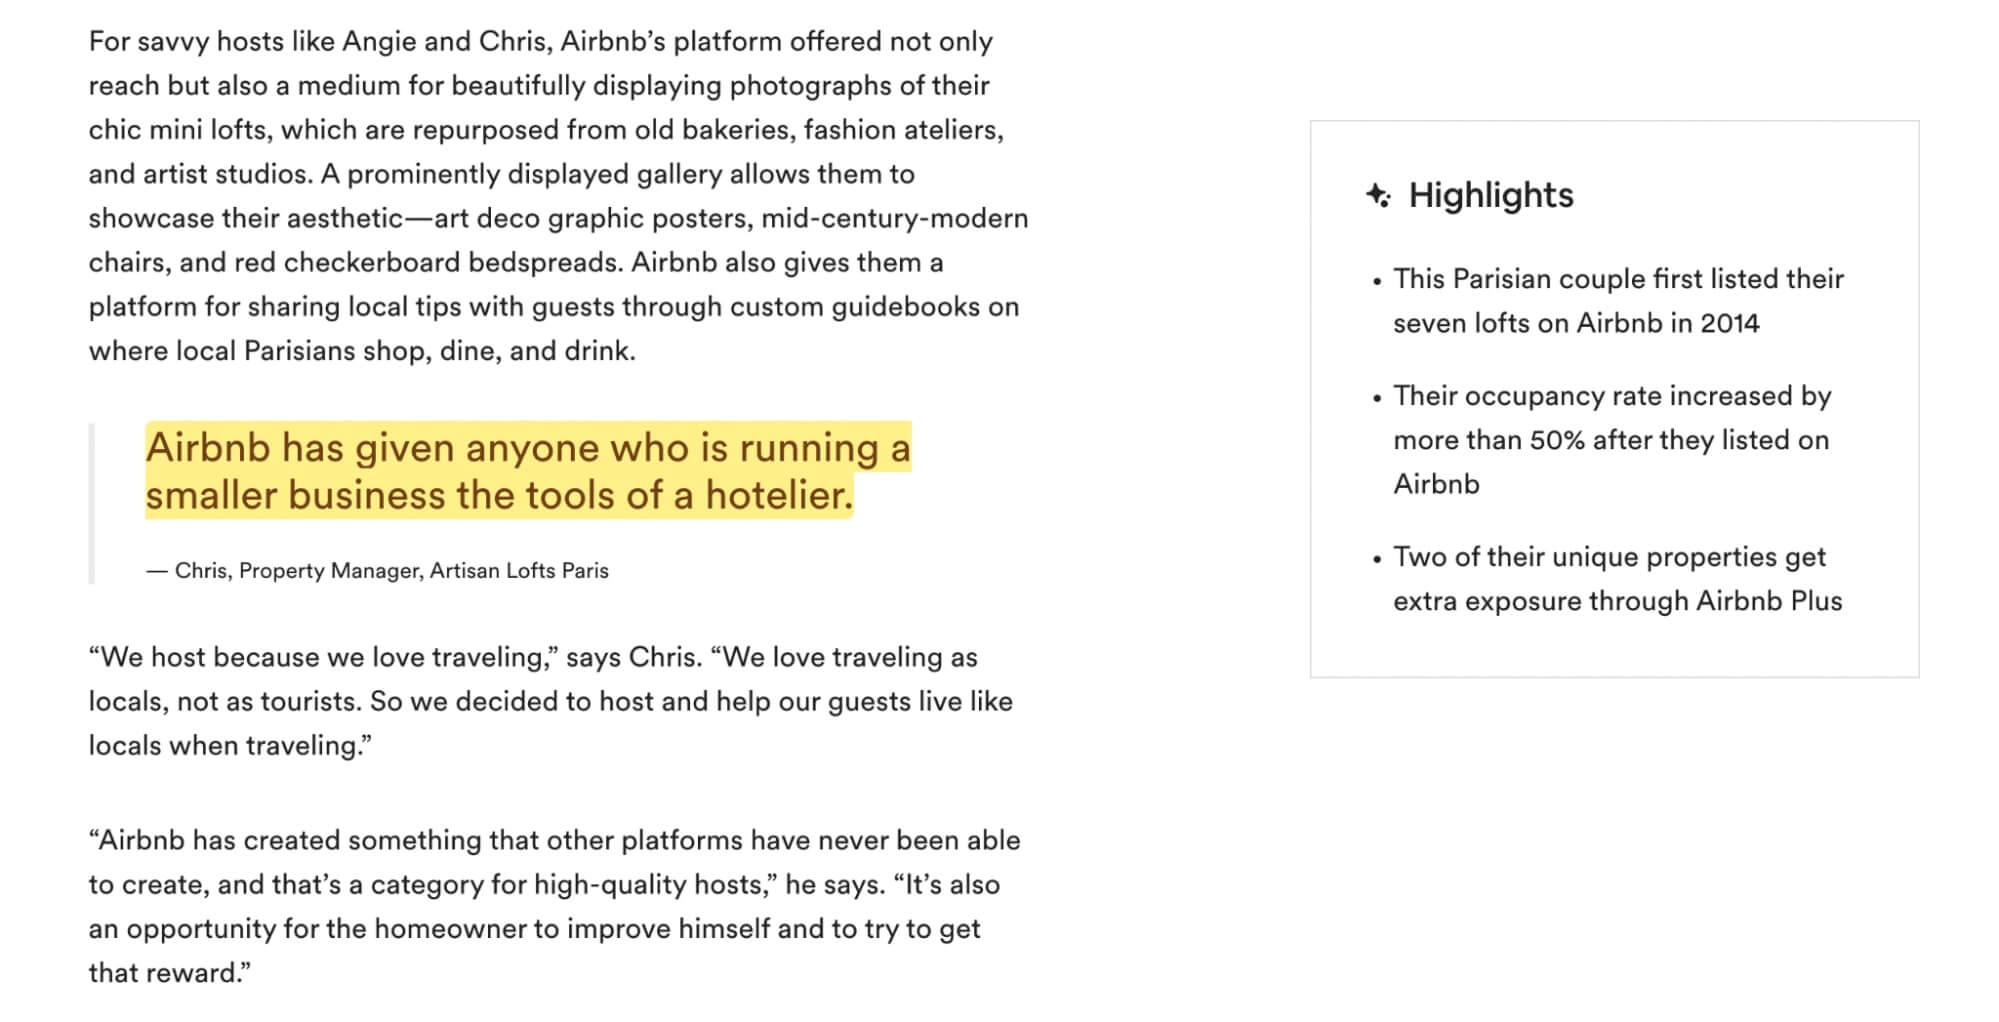 For savvy hosts like Angie and Chris, Airbnb’s platform offered not only
reach but also a medium for beautifully displaying photographs of their
chic mini lofts, which are repurposed from old bakeries, fashion ateliers,
and artist studios. A prominently displayed gallery allows them to
showcase their aesthetic—art deco graphic posters, mid-century-modern
chairs, and red checkerboard bedspreads. Airbnb also gives them a
platform for sharing local tips with guests through custom guidebooks on
where local Parisians shop, dine, and drink.
Airbnb has given anyone who is running a
smaller business the tools of a hotelier.
— Chris, Property Manager, Artisan Lofts Paris
“We host because we love traveling,” says Chris. “We love traveling as
locals, not as tourists. So we decided to host and help our guests live like
locals when traveling.”
“Airbnb has created something that other platforms have never been able
to create, and that’s a category for high-quality hosts,” he says. “It’s also
an opportunity for the homeowner to improve himself and to try to get
that reward.”
Highlights
• This Parisian couple first listed their
seven lofts on Airbnb in 2014
• Their occupancy rate increased by
more than 50% after they listed on
Airbnb
• Two of their unique properties get
extra exposure through Airbnb Plus